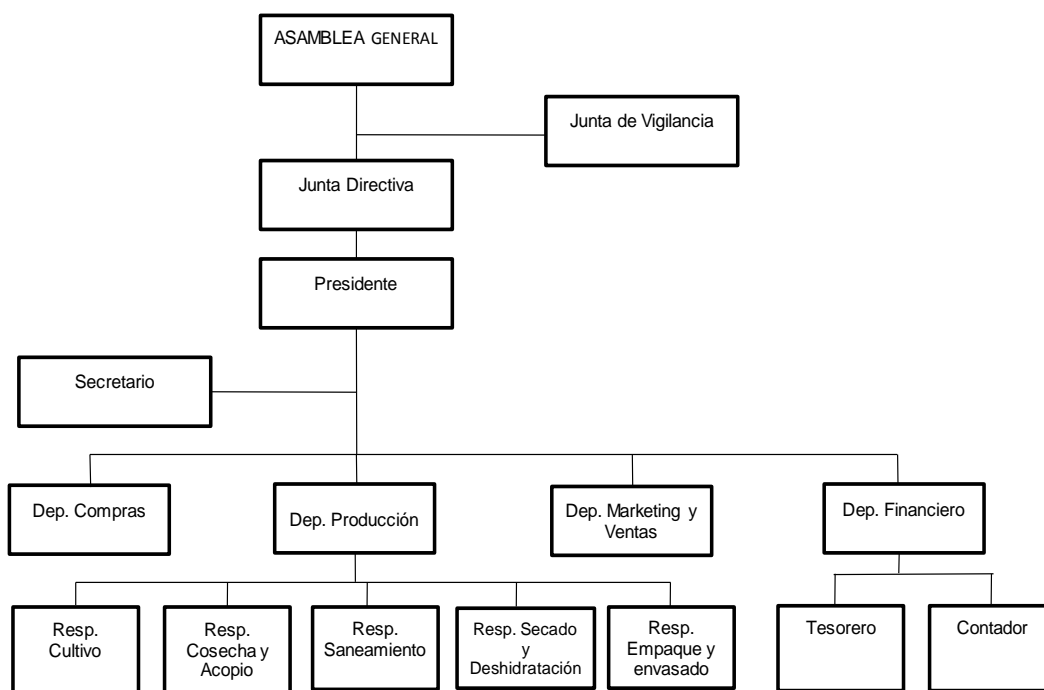 ASAMBLEA GENERAL
Junta de Vigilancia
Junta Directiva
Presidente
Secretario
Dep. Compras
Dep. Producción
Dep. Marketing y
Ventas
Dep. Financiero
Resp.
Cultivo
Resp.
Cosecha y
Acopio
Resp.
Saneamiento
Resp. Secado
y
Deshidratación
Resp.
Empaque y
envasado
Tesorero
Contador